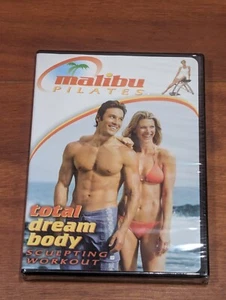 malibu
PILATES
total
dream
body
SCULPTING
WORKOUT